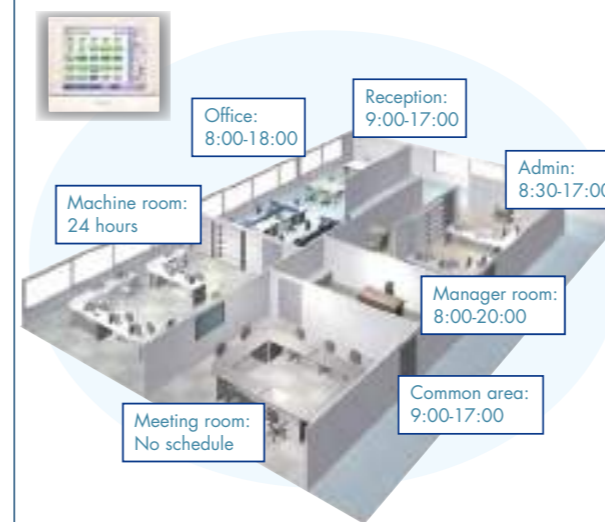 Office:
8:00-18:00
Reception:
9:00-17:00
Admin:
8:30-17:00
Machine room:
24 hours
Manager room:
8:00-20:00
Common area:
9:00-17:00
Meeting room:
No schedule